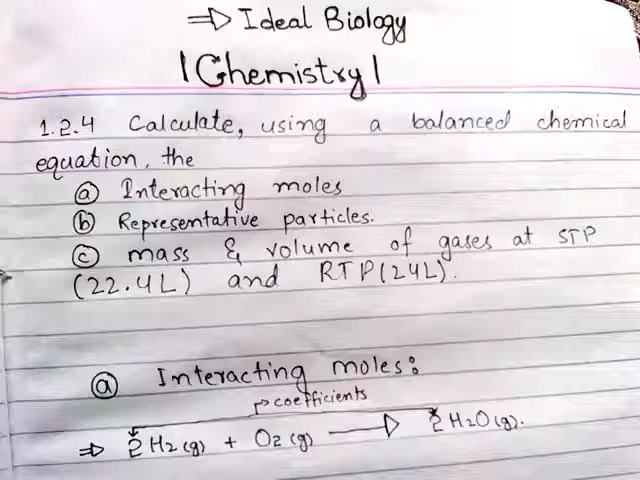 ⇒ Ideal Biology
|Chemistry|
1.2.4 Calculate, using a balanced chemical
equation, the
ⓐ Interacting moles
ⓑ Representative particles.
ⓒ mass & volume of gases at STP
(22.4L) and RTP(24L).
ⓐ Interacting moles:
coefficients
⇒ 2H2(g) + O2(g) → 2H2O(g).